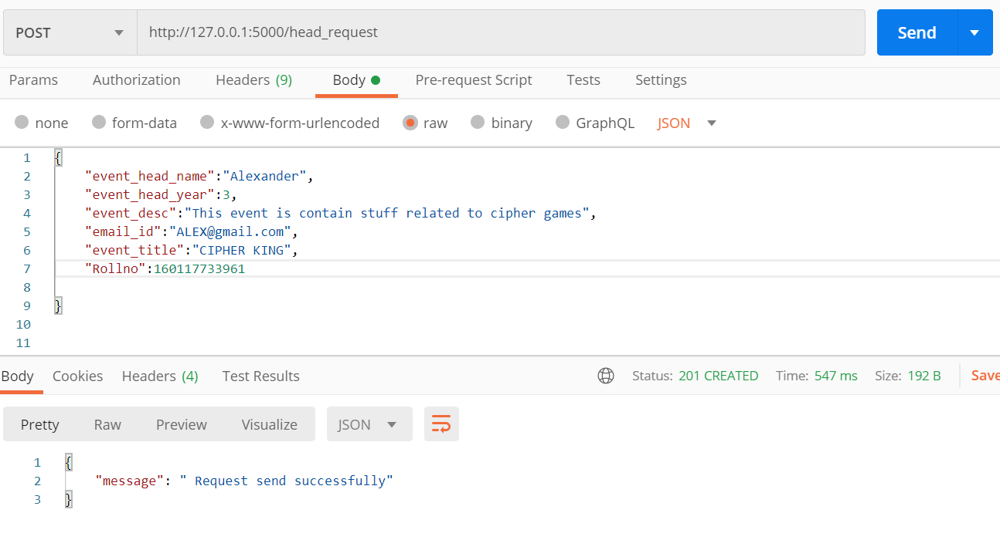 POST http://127.0.0.1:5000/head_request Send
Params Authorization Headers (9) Body Pre-request Script Tests Settings
none form-data x-www-form-urlencoded raw binary GraphQL JSON
1 {
2 "event_head_name":"Alexander",
3 "event_head_year":3,
4 "event_desc":"This event is contain stuff related to cipher games",
5 "email_id":"ALEX@gmail.com",
6 "event_title":"CIPHER KING",
7 "Rollno":160117733961
8
9 }
10
11
Body Cookies Headers (4) Test Results Status: 201 CREATED Time: 547 ms Size: 192 B Save
Pretty Raw Preview Visualize JSON
1 {
2 "message": " Request send successfully"
3 }